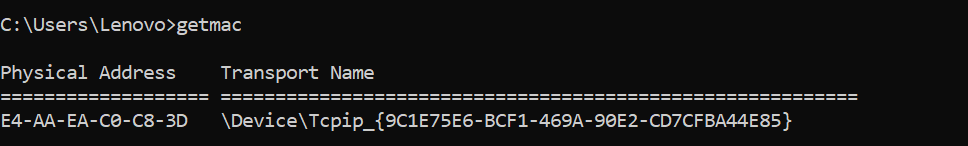 C:\Users\Lenovo>getmac
Physical Address    Transport Name
=================== ==========================================================
E4-AA-EA-C0-C8-3D   \Device\Tcpip_{9C1E75E6-BCF1-469A-90E2-CD7CFBA44E85}